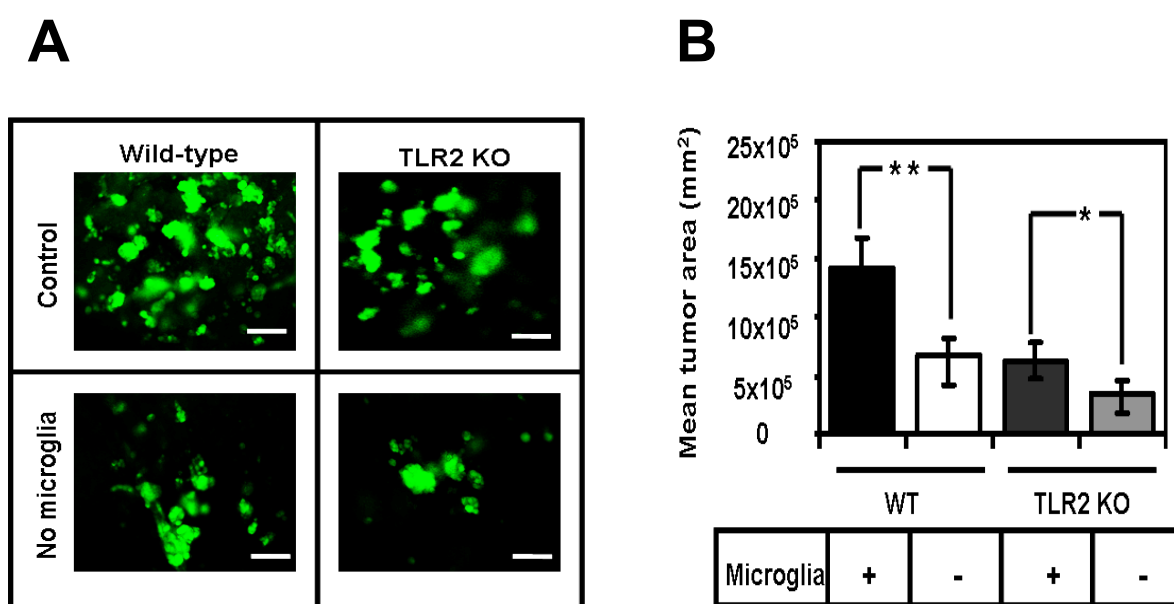 A
B
Wild-type
TLR2 KO
Control
No microglia
Mean tumor area (mm²)
25x10⁵
20x10⁵
15x10⁵
10x10⁵
5x10⁵
0
**
*
WT
TLR2 KO
Microglia + - + -